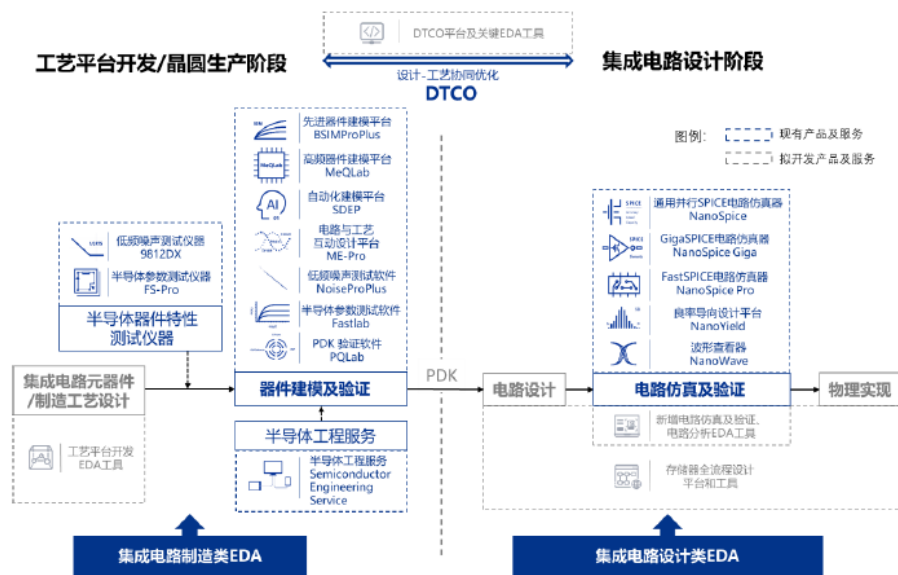 DTCO平台及关键EDA工具
工艺平台开发/晶圆生产阶段
集成电路设计阶段
设计-工艺协同优化
DTCO
先进器件建模平台
BSIMProPlus
高频器件建模平台
MeQLab
MeQLab
自动化建模平台
SDEP
AI
电路与工艺
互动设计平台
ME-Pro
低频噪声测试软件
NoiseProPlus
半导体参数测试软件
Fastlab
PDK 验证软件
PQLab
低频噪声测试仪器
9812DX
半导体参数测试仪器
FS-Pro
半导体器件特性
测试仪器
图例:
现有产品及服务
拟开发产品及服务
SPICE
通用并行SPICE电路仿真器
NanoSpice
SPICE
GigaSPICE电路仿真器
NanoSpice Giga
FastSPICE电路仿真器
NanoSpice Pro
良率导向设计平台
NanoYield
波形查看器
NanoWave
集成电路元器件
/制造工艺设计
器件建模及验证
PDK
电路设计
电路仿真及验证
物理实现
工艺平台开发
EDA工具
半导体工程服务
半导体工程服务
Semiconductor
Engineering
Service
新增电路仿真及验证、
电路分析EDA工具
存储器全流程设计
平台和工具
集成电路制造类EDA
集成电路设计类EDA